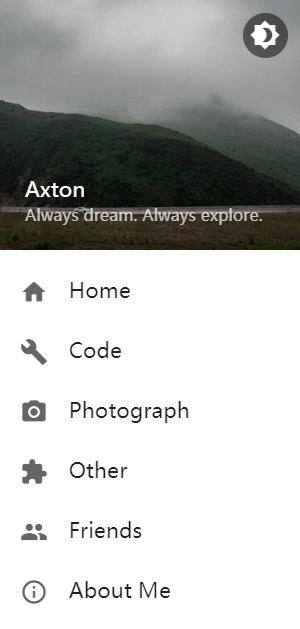 Axton
Always dream. Always explore.
Home
Code
Photograph
Other
Friends
About Me